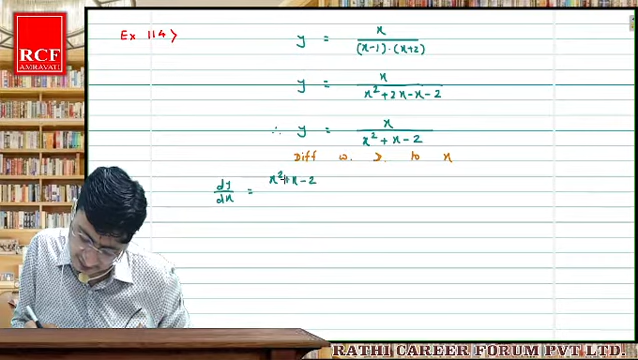 RCF
AMRAVATI
Ex 114)
y = x / (x-1)·(x+2)
y = x / x²+2x-x-2
∴ y = x / x²+x-2
Diff w. r. to x
dy/dx = x²+x-2
RATHI CAREER FORUM PVT LTD.